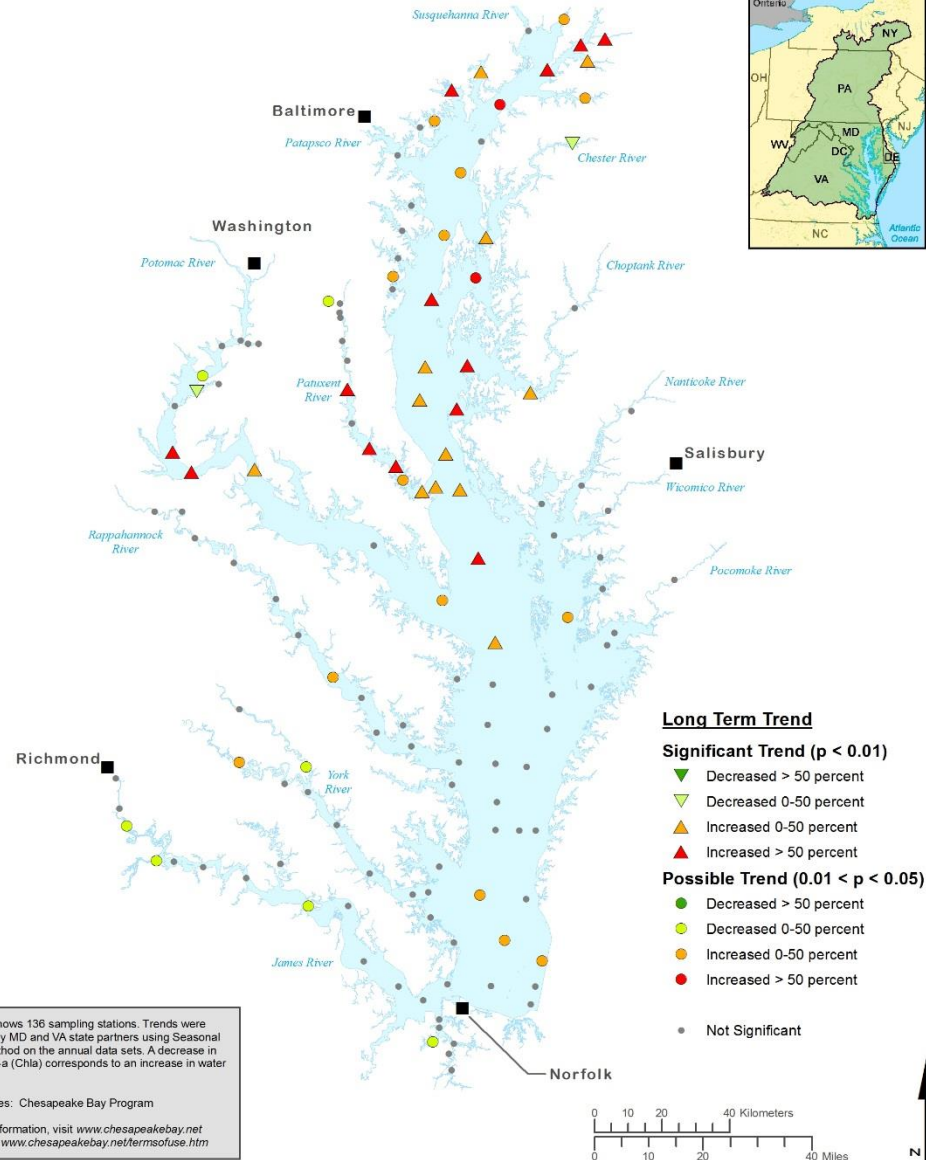 Susquehanna River
Baltimore
Patapsco River
Chester River
Washington
Potomac River
Choptank River
Patuxent
River
Nanticoke River
Salisbury
Wicomico River
Rappahannock
River
Pocomoke River
Richmond
York
River
James River
Norfolk
Ontario
NY
OH
PA
NJ
MD
WV
DC
DE
VA
NC
Atlantic
Ocean
Long Term Trend
Significant Trend (p < 0.01)
Decreased > 50 percent
Decreased 0-50 percent
Increased 0-50 percent
Increased > 50 percent
Possible Trend (0.01 < p < 0.05)
Decreased > 50 percent
Decreased 0-50 percent
Increased 0-50 percent
Increased > 50 percent
Not Significant
136 sampling stations. Trends were
MD and VA state partners using Seasonal
on the annual data sets. A decrease in
(Chla) corresponds to an increase in water
Chesapeake Bay Program
visit www.chesapeakebay.net
www.chesapeakebay.net/termsofuse.htm
0 10 20 40 Kilometers
0 10 20 40 Miles
N